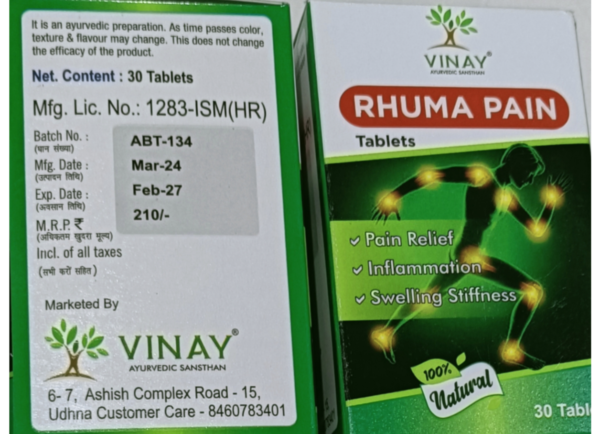 It is an ayurvedic preparation. As time passes color,
texture & flavour may change. This does not change
the efficacy of the product.
Net. Content : 30 Tablets
Mfg. Lic. No.: 1283-ISM(HR)
Batch No. : ABT-134
(घान संख्या)
Mfg. Date : Mar-24
(उत्पादन तिथि)
Exp. Date : Feb-27
(अवसान तिथि)
M.R.P. ₹ 210/-
(अधिकतम खुदरा मूल्य)
Incl. of all taxes
(सभी करों सहित)
Marketed By
VINAY®
AYURVEDIC SANSTHAN
6- 7, Ashish Complex Road - 15,
Udhna Customer Care - 8460783401
VINAY®
AYURVEDIC SANSTHAN
RHUMA PAIN
Tablets
Pain Relief
Inflammation
Swelling Stiffness
100%
Natural
30 Tabl